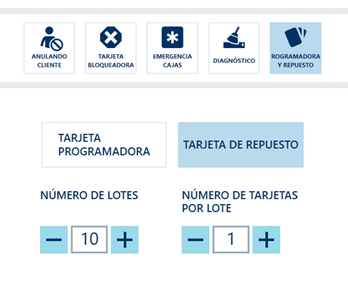 ANULANDO
CLIENTE
TARJETA
BLOQUEADORA
EMERGENCIA
CAJAS
DIAGNÓSTICO
ROGRAMADORA
Y REPUESTO
TARJETA
PROGRAMADORA
TARJETA DE REPUESTO
NÚMERO DE LOTES
NÚMERO DE TARJETAS
POR LOTE
− 10 +
− 1 +